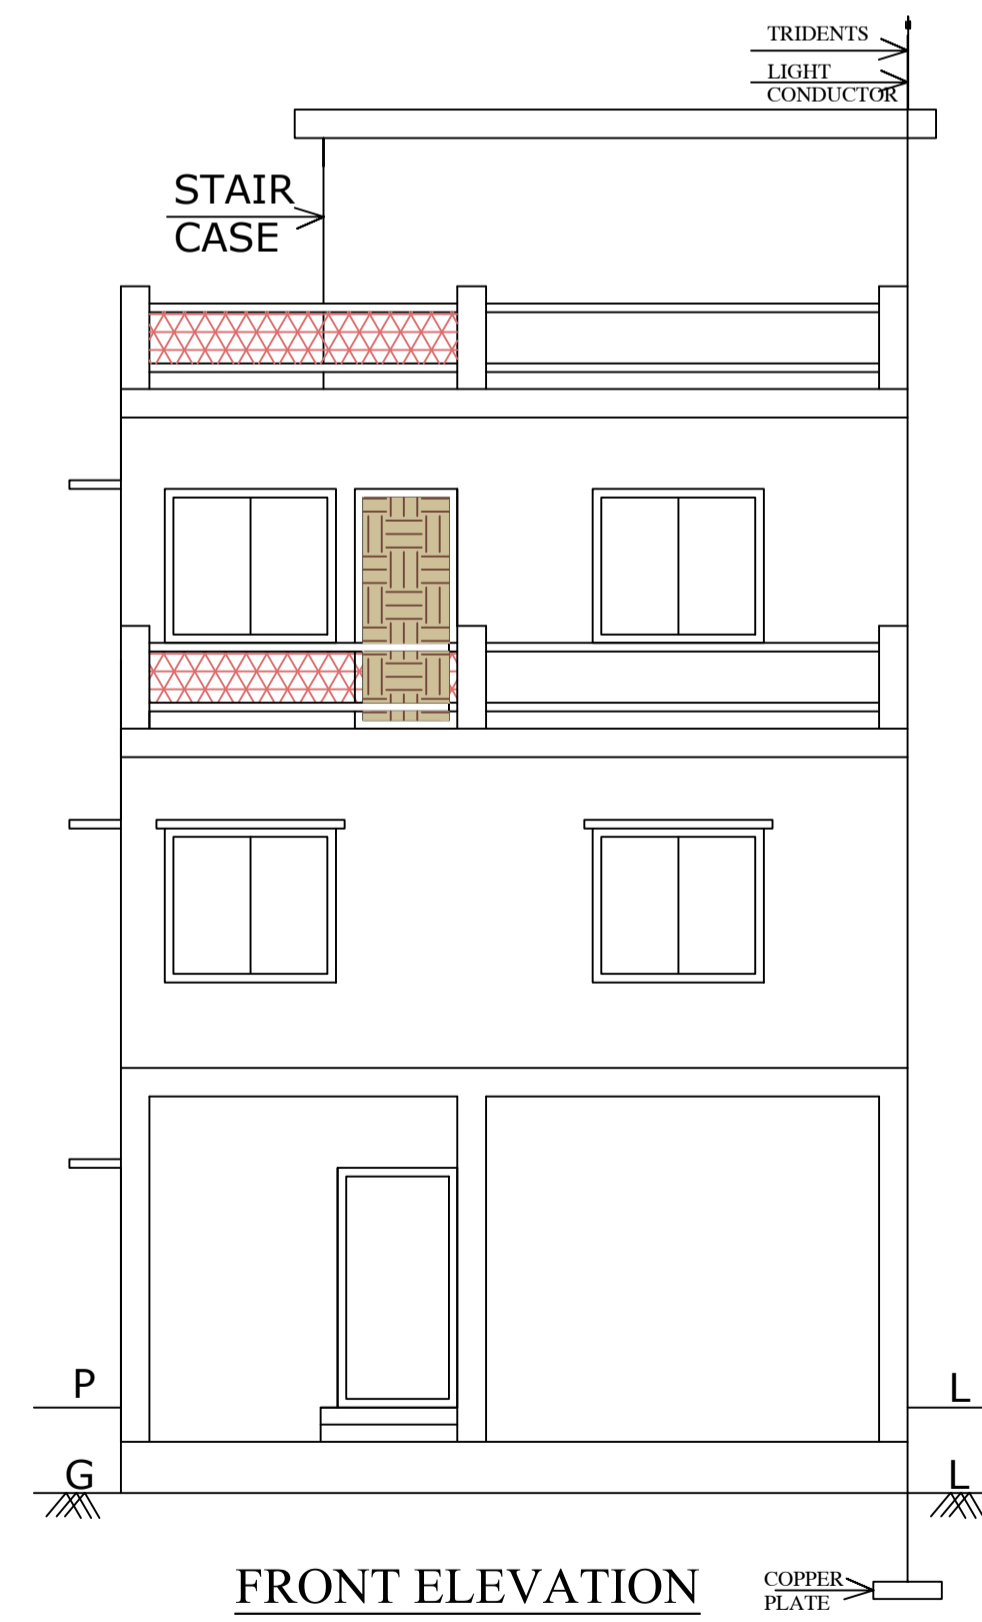 TRIDENTS
LIGHT
CONDUCTOR
STAIR
CASE
P
L
G
L
FRONT ELEVATION
COPPER
PLATE